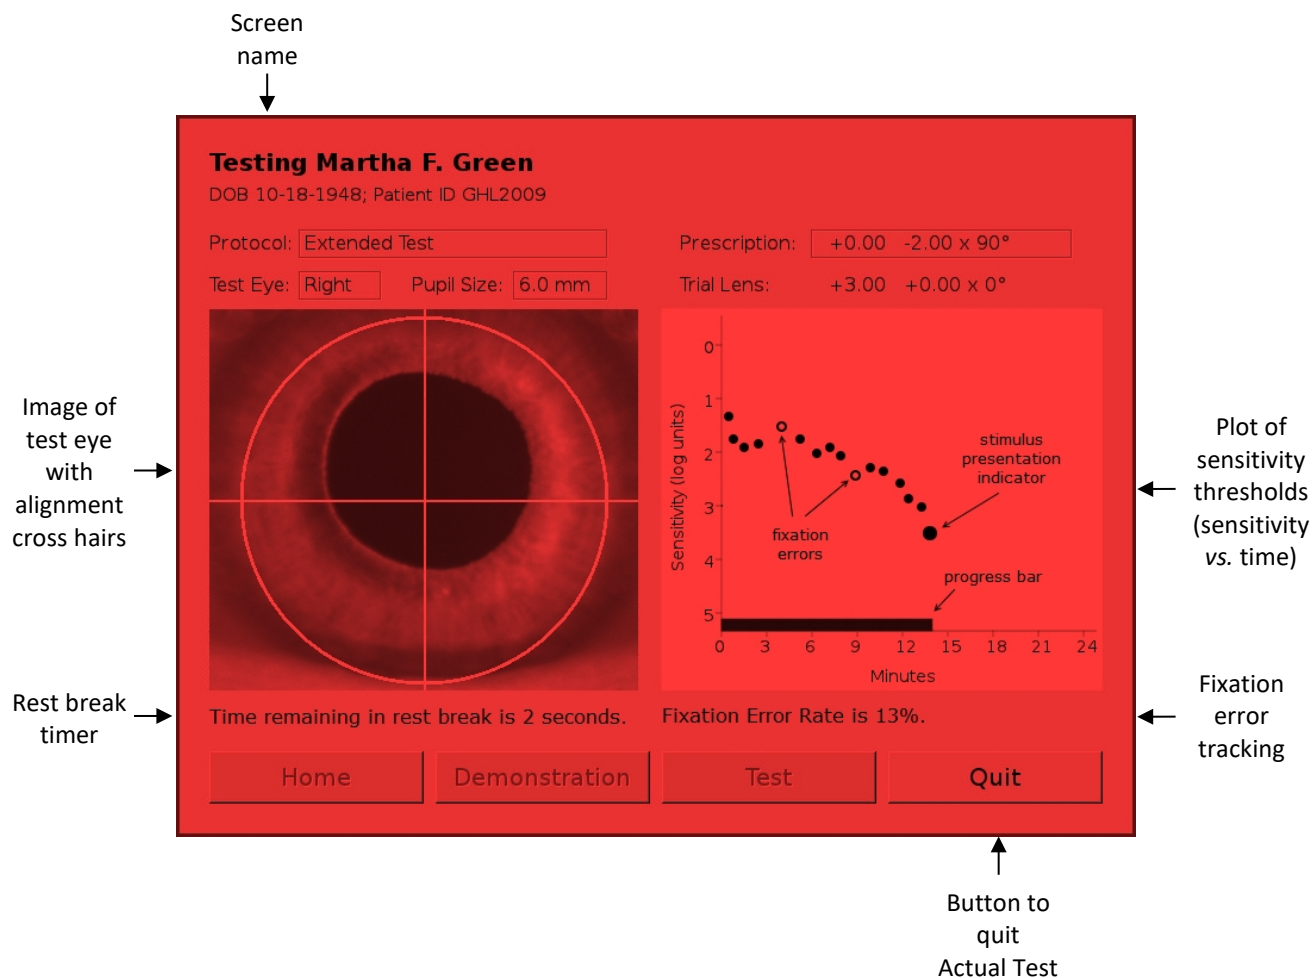 Screen
name
Testing Martha F. Green
DOB 10-18-1948; Patient ID GHL2009
Protocol: Extended Test
Prescription: +0.00 -2.00 x 90°
Test Eye: Right Pupil Size: 6.0 mm
Trial Lens: +3.00 +0.00 x 0°
Image of
test eye
with
alignment
cross hairs
Sensitivity (log units)
0
1
2
3
4
5
stimulus
presentation
indicator
fixation
errors
progress bar
0 3 6 9 12 15 18 21 24
Minutes
Plot of
sensitivity
thresholds
(sensitivity
vs. time)
Rest break
timer
Time remaining in rest break is 2 seconds.
Fixation Error Rate is 13%.
Fixation
error
tracking
Home Demonstration Test Quit
Button to
quit
Actual Test